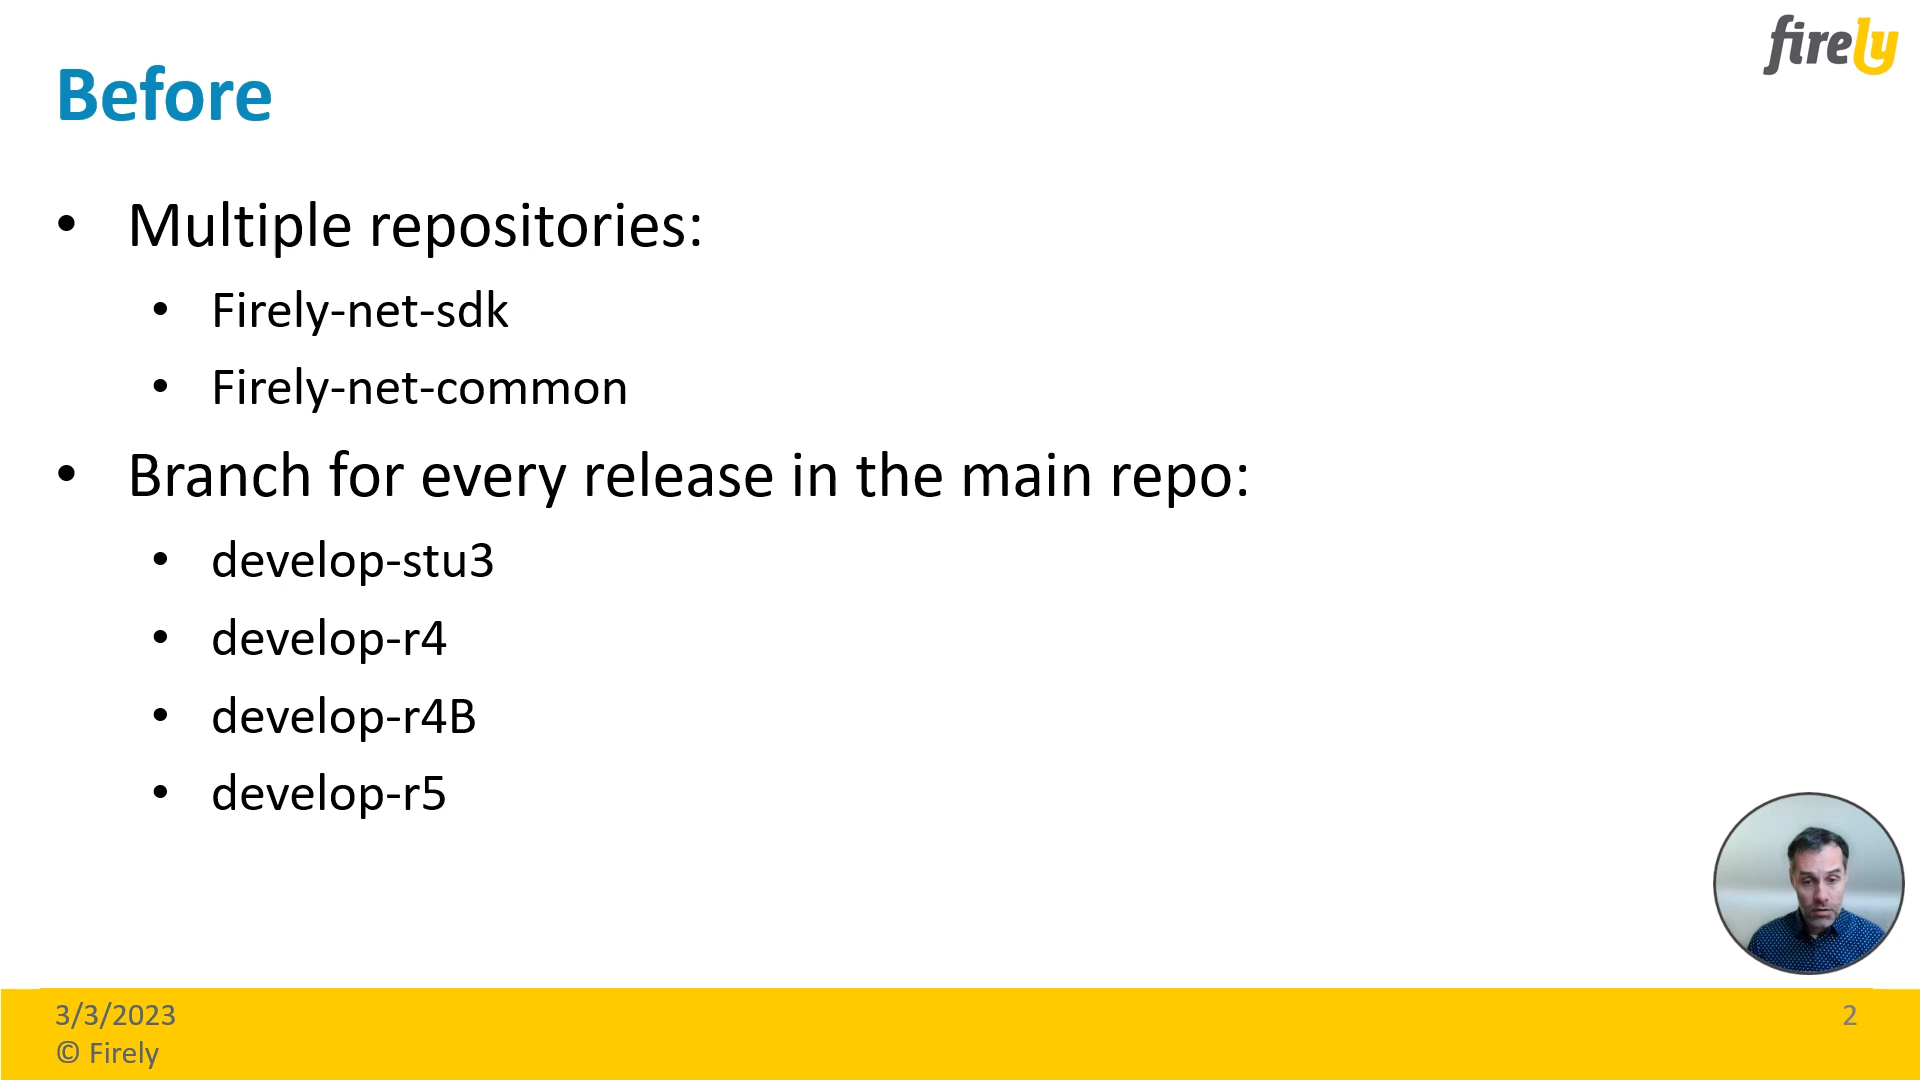 firely
Before
• Multiple repositories:
• Firely-net-sdk
• Firely-net-common
• Branch for every release in the main repo:
• develop-stu3
• develop-r4
• develop-r4B
• develop-r5
3/3/2023
© Firely
2